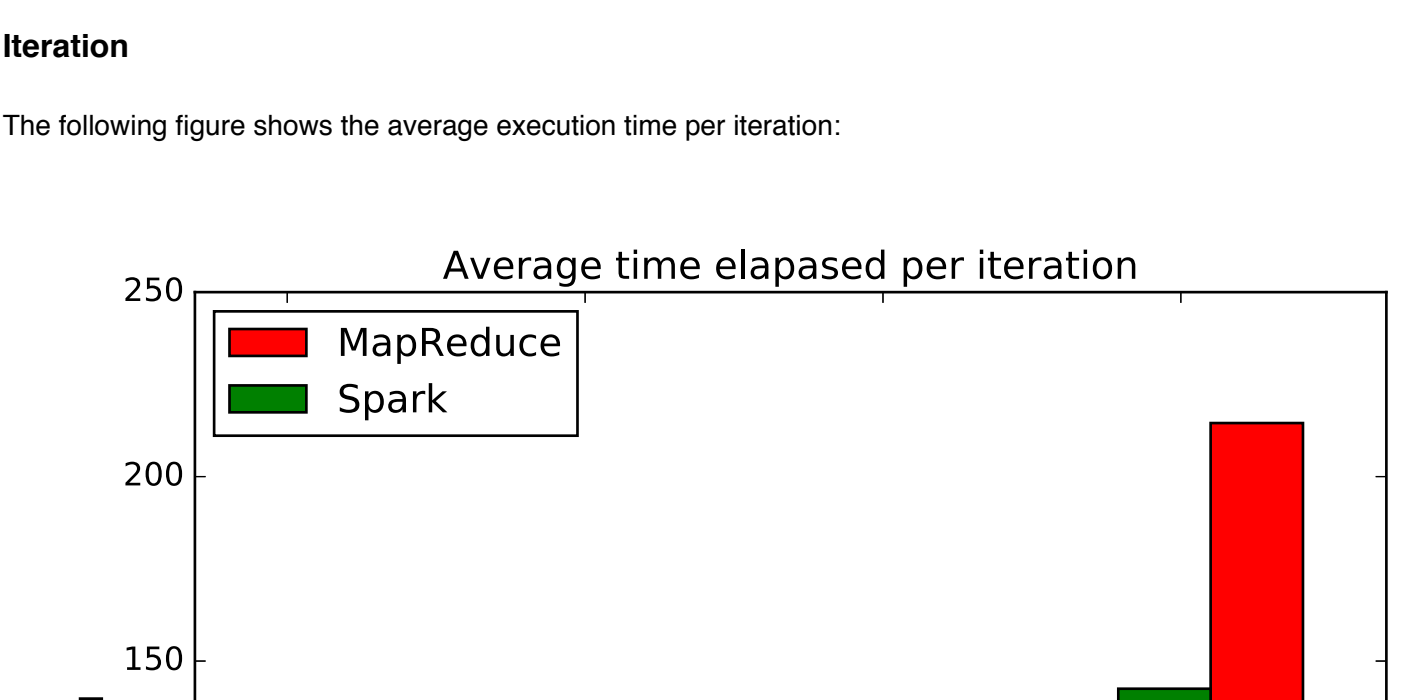 Iteration
The following figure shows the average execution time per iteration:
Average time elapased per iteration
250
MapReduce
Spark
200
150